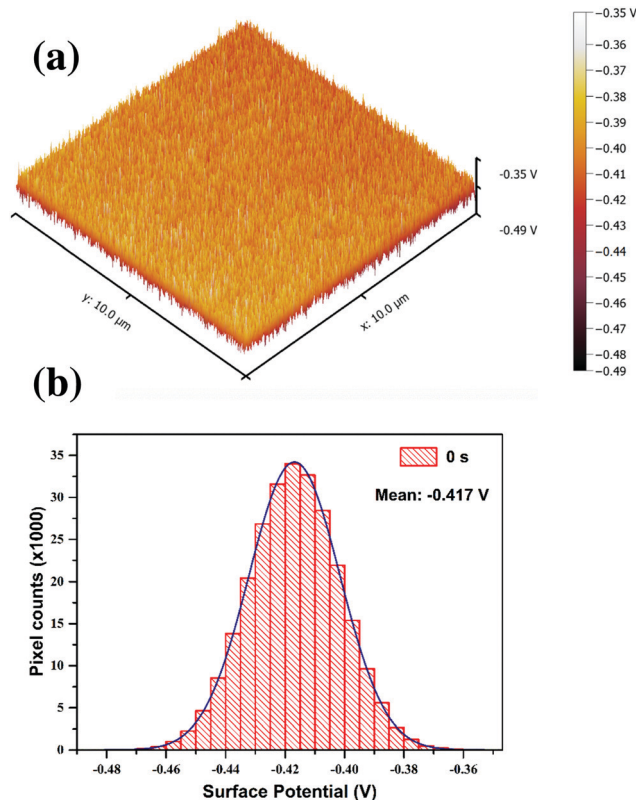 (a)
-0.35 V
-0.49 V
y: 10.0 µm
x: 10.0 µm
−0.35 V
−0.36
−0.37
−0.38
−0.39
−0.40
−0.41
−0.42
−0.43
−0.44
−0.45
−0.46
−0.47
−0.48
−0.49
(b)
35
30
25
20
15
10
5
0
Pixel counts (x1000)
0 s
Mean: -0.417 V
-0.48 -0.46 -0.44 -0.42 -0.40 -0.38 -0.36
Surface Potential (V)